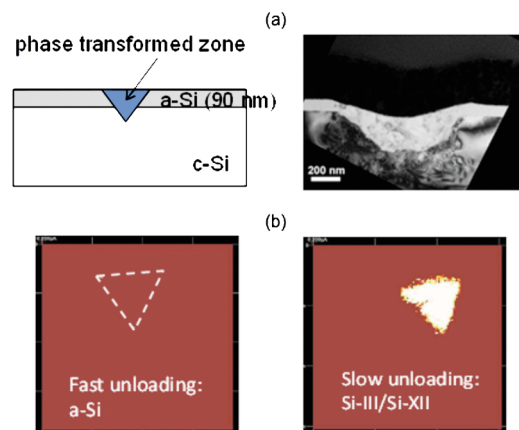 (a)
phase transformed zone
a-Si (90 nm)
c-Si
200 nm
(b)
Fast unloading:
a-Si
Slow unloading:
Si-III/Si-XII